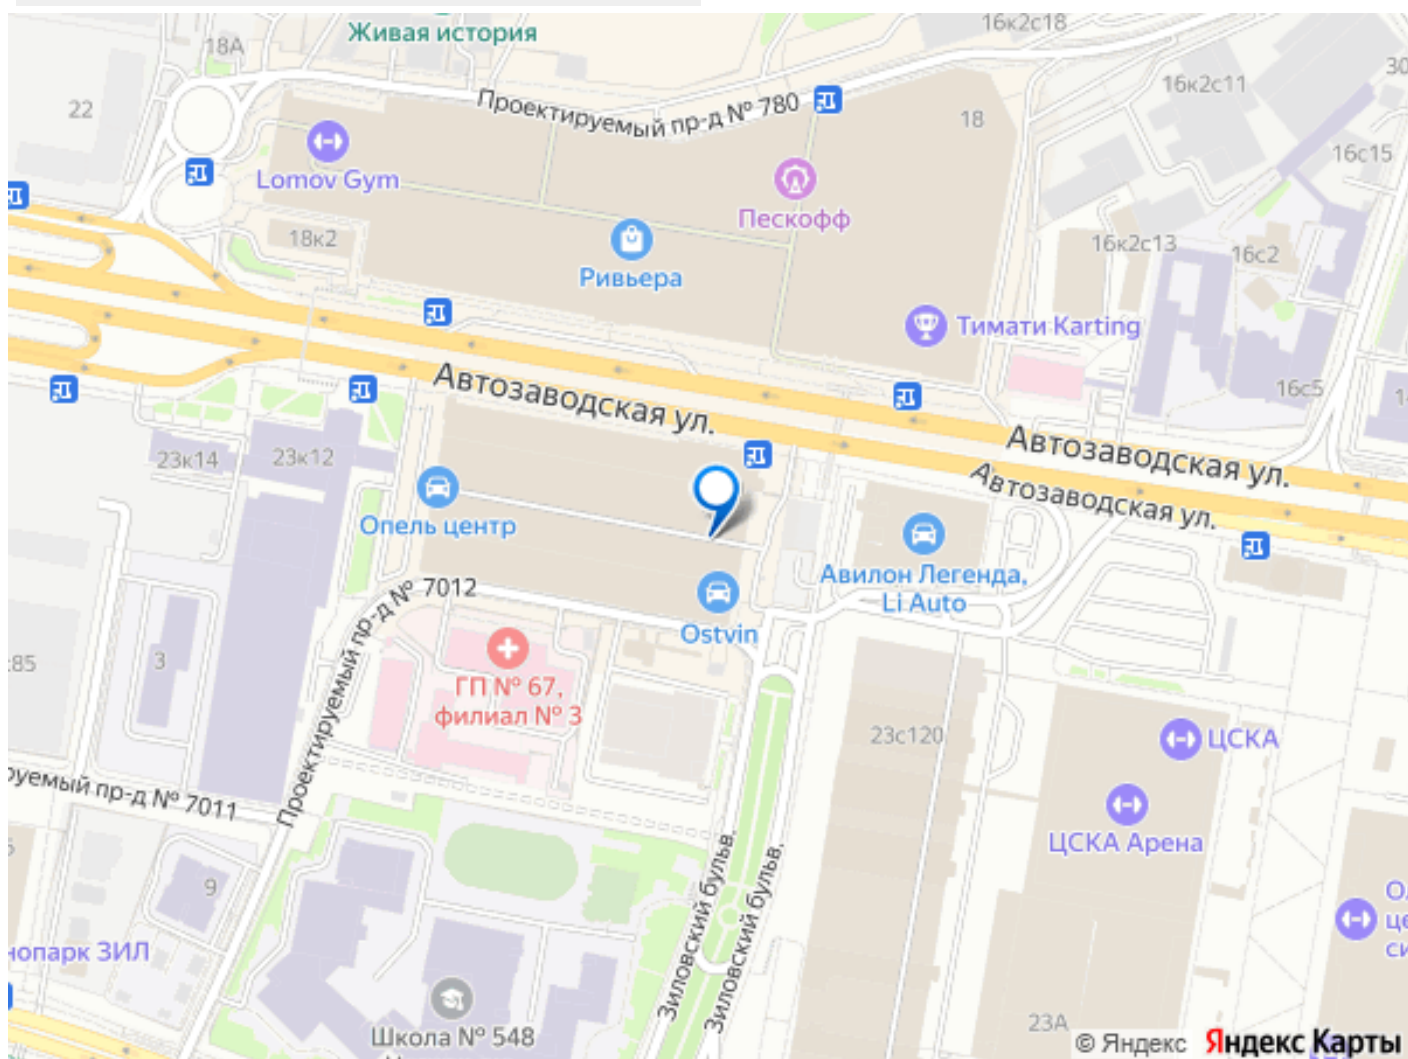 Живая история
16к2с18
18А
30
16к2с11
22
Проектируемый пр-д № 780
18
16с15
Lomov Gym
Пескофф
18к2
16к2с13
16с2
Ривьера
Тимати Karting
Автозаводская ул.
16с5
23к14
23к12
Автозаводская ул.
Автозаводская ул.
Опель центр
Авилон Легенда,
Li Auto
Проектируемый пр-д № 7012
Ostvin
:85
3
ГП № 67,
филиал № 3
23с120
ЦСКА
руемый пр-д № 7011
ЦСКА Арена
9
Зиловский бульв.
Зиловский бульв.
нопарк ЗИЛ
Школа № 548
23А
© Яндекс
Яндекс Карты